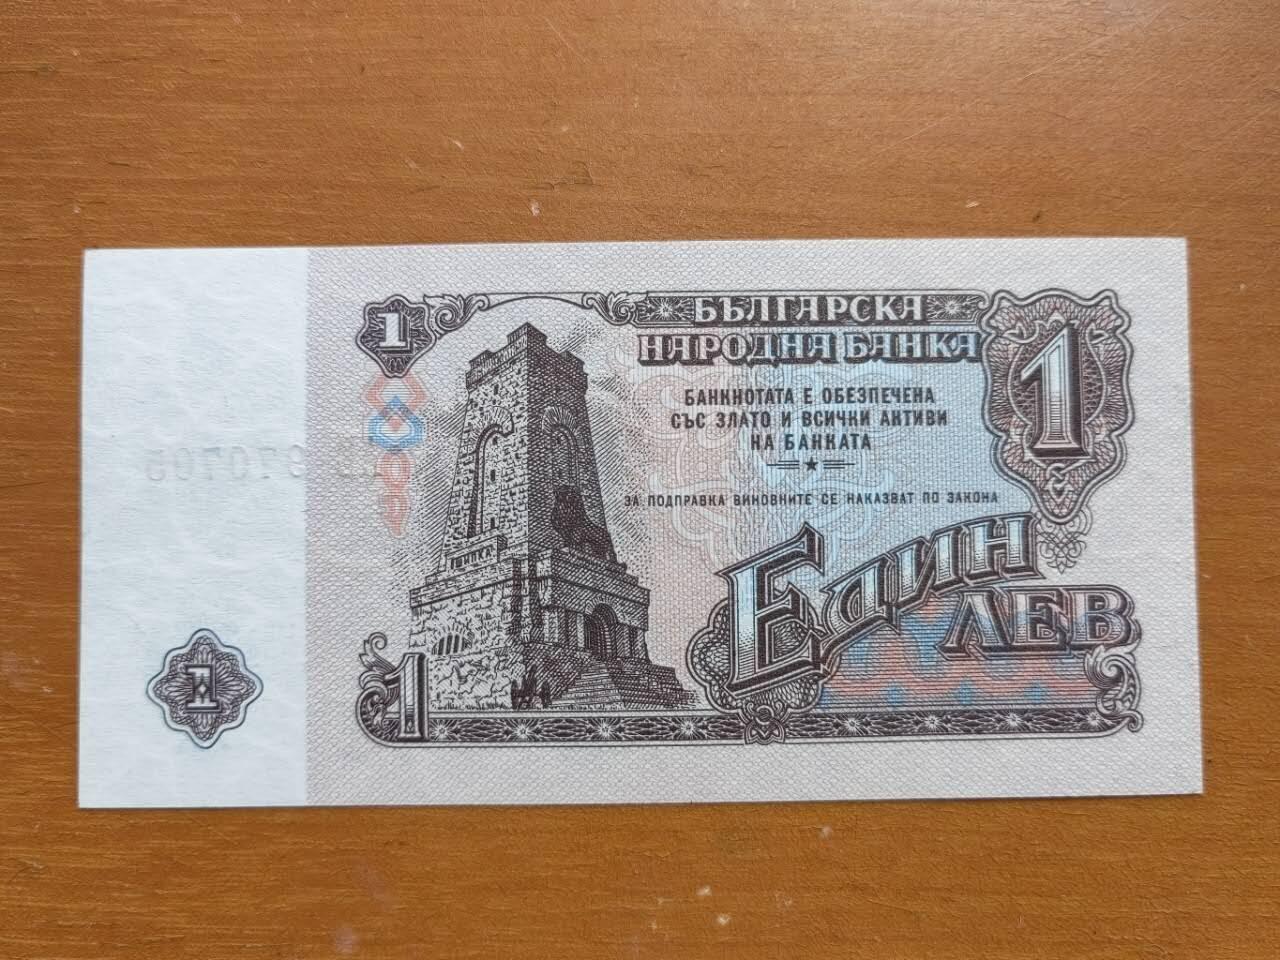 1
БЪЛГАРСКА
НАРОДНА БАНКА
1
БАНКНОТАТА Е ОБЕЗПЕЧЕНА
СЪС ЗЛАТО И ВСИЧКИ АКТИВИ
НА БАНКАТА
ЗА ПОДПРАВКА ВИНОВНИТЕ СЕ НАКАЗВАТ ПО ЗАКОНА
ШИПКА
ЕДИН
ЛЕВ
1
1